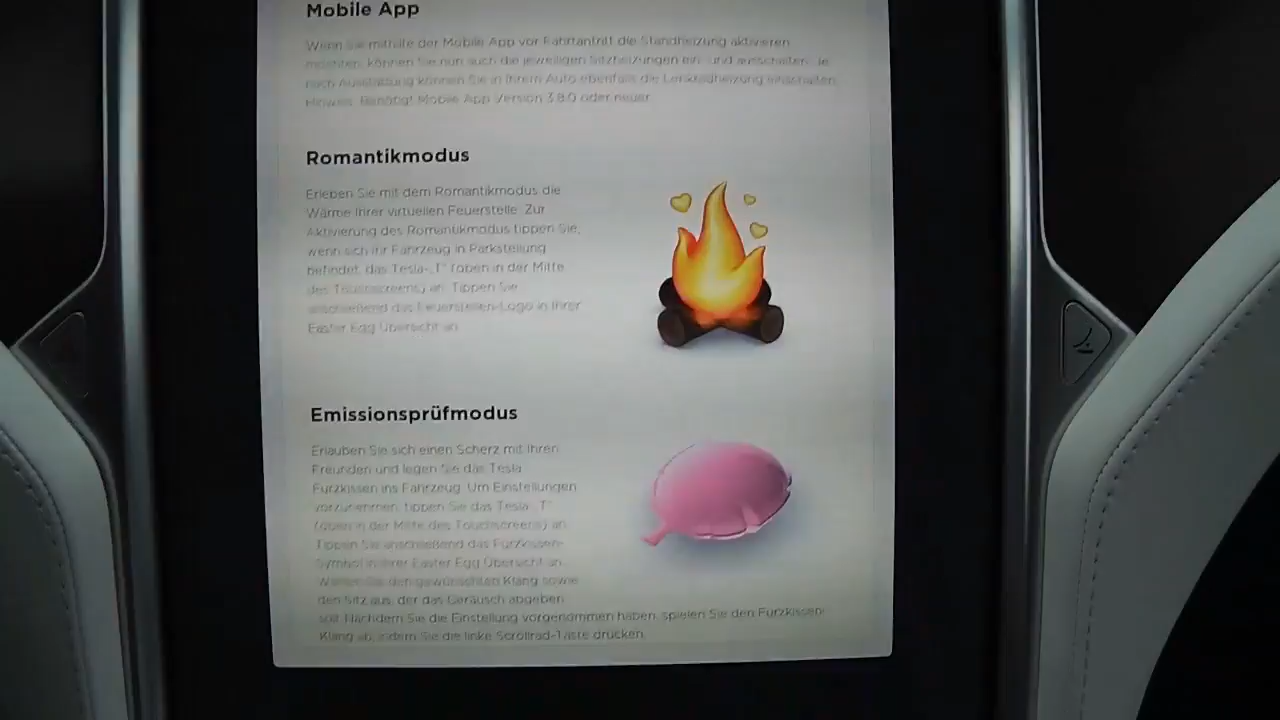 Mobile App
Wenn Sie mithilfe der Mobile App vor Fahrtantritt die Standheizung aktivieren
möchten, können Sie nun auch die jeweiligen Sitzheizungen ein- und ausschalten. Je
nach Ausstattung können Sie in Ihrem Auto ebenfalls die Lenkradheizung einschalten.
Hinweis: Benötigt Mobile App Version 3.8.0 oder neuer.
Romantikmodus
Erleben Sie mit dem Romantikmodus die
Wärme Ihrer virtuellen Feuerstelle. Zur
Aktivierung des Romantikmodus tippen Sie,
wenn sich Ihr Fahrzeug in Parkstellung
befindet, das Tesla-„T“ (oben in der Mitte
des Touchscreens) an. Tippen Sie
anschließend das Feuerstellen-Logo in Ihrer
Easter Egg Übersicht an.
Emissionsprüfmodus
Erlauben Sie sich einen Scherz mit Ihren
Freunden und legen Sie das Tesla
Furzkissen ins Fahrzeug. Um Einstellungen
vorzunehmen, tippen Sie das Tesla-„T“
(oben in der Mitte des Touchscreens) an.
Tippen Sie anschließend das Furzkissen-
Symbol in Ihrer Easter Egg Übersicht an.
Wählen Sie den gewünschten Klang sowie
den Sitz aus, der das Geräusch abgeben
soll. Nachdem Sie die Einstellung vorgenommen haben, spielen Sie den Furzkissen-
Klang ab, indem Sie die linke Scrollrad-Taste drücken.